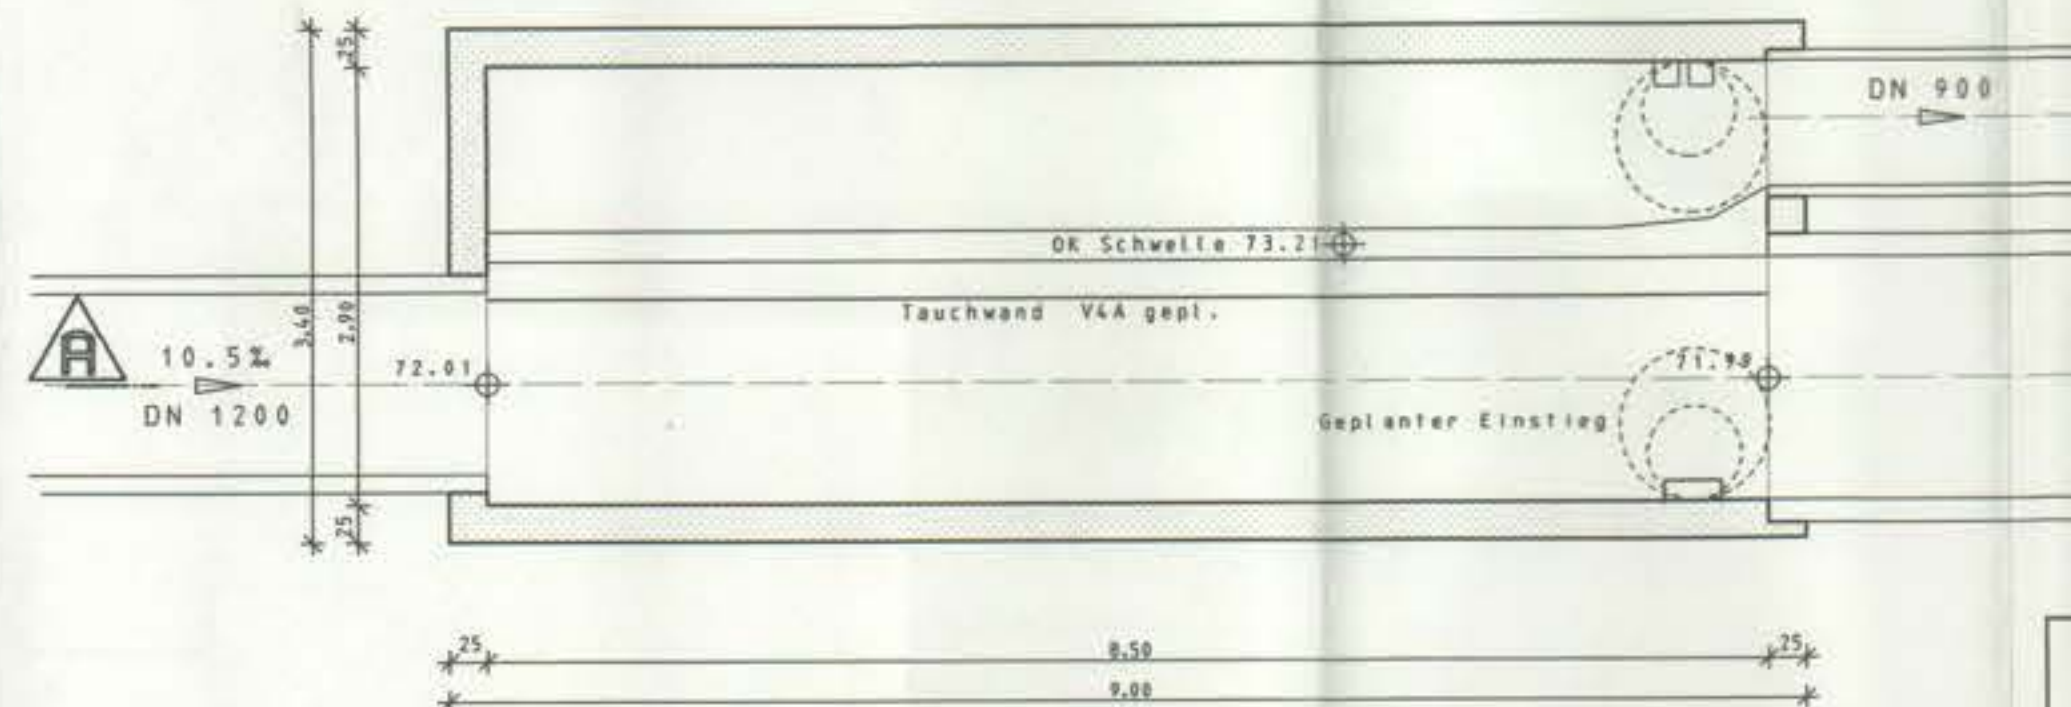 25
DN 900
OK Schwelle 73.21
Tauchwand V4A gepl.
3.40
2.90
A
10.5‰
DN 1200
72.01
71.98
Geplanter Einstieg
25
25
8.50
25
9.00